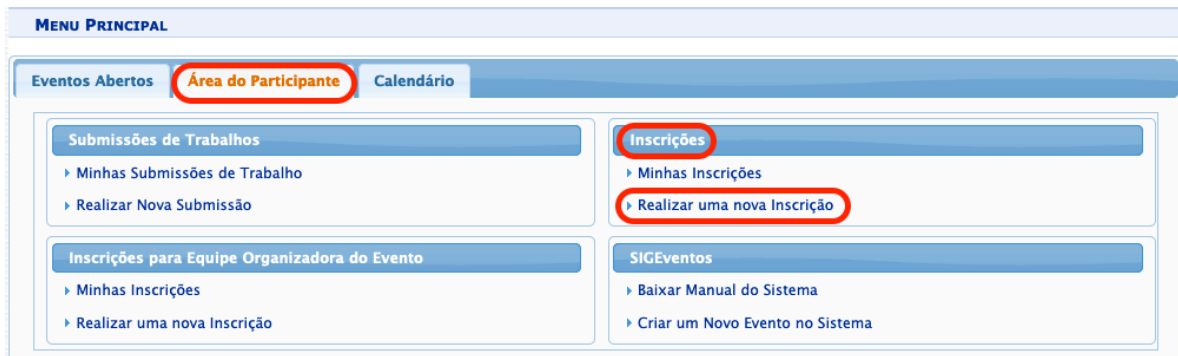 MENU PRINCIPAL
Eventos Abertos Área do Participante Calendário
Submissões de Trabalhos
Minhas Submissões de Trabalho
Realizar Nova Submissão
Inscrições
Minhas Inscrições
Realizar uma nova Inscrição
Inscrições para Equipe Organizadora do Evento
Minhas Inscrições
Realizar uma nova Inscrição
SIGEventos
Baixar Manual do Sistema
Criar um Novo Evento no Sistema